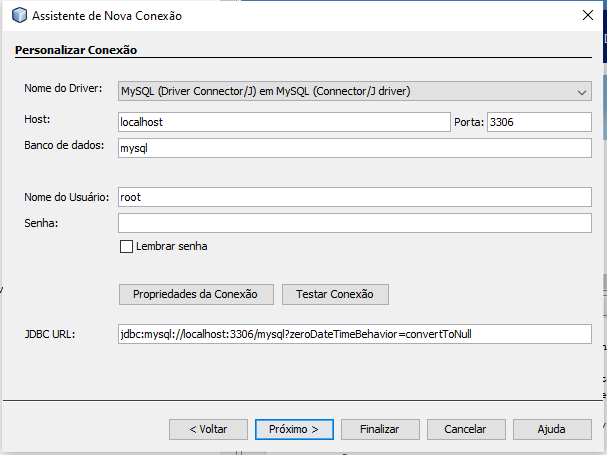 Assistente de Nova Conexão
Personalizar Conexão
Nome do Driver: MySQL (Driver Connector/J) em MySQL (Connector/J driver)
Host: localhost Porta: 3306
Banco de dados: mysql
Nome do Usuário: root
Senha:
Lembrar senha
Propriedades da Conexão Testar Conexão
JDBC URL: jdbc:mysql://localhost:3306/mysql?zeroDateTimeBehavior=convertToNull
< Voltar Próximo > Finalizar Cancelar Ajuda